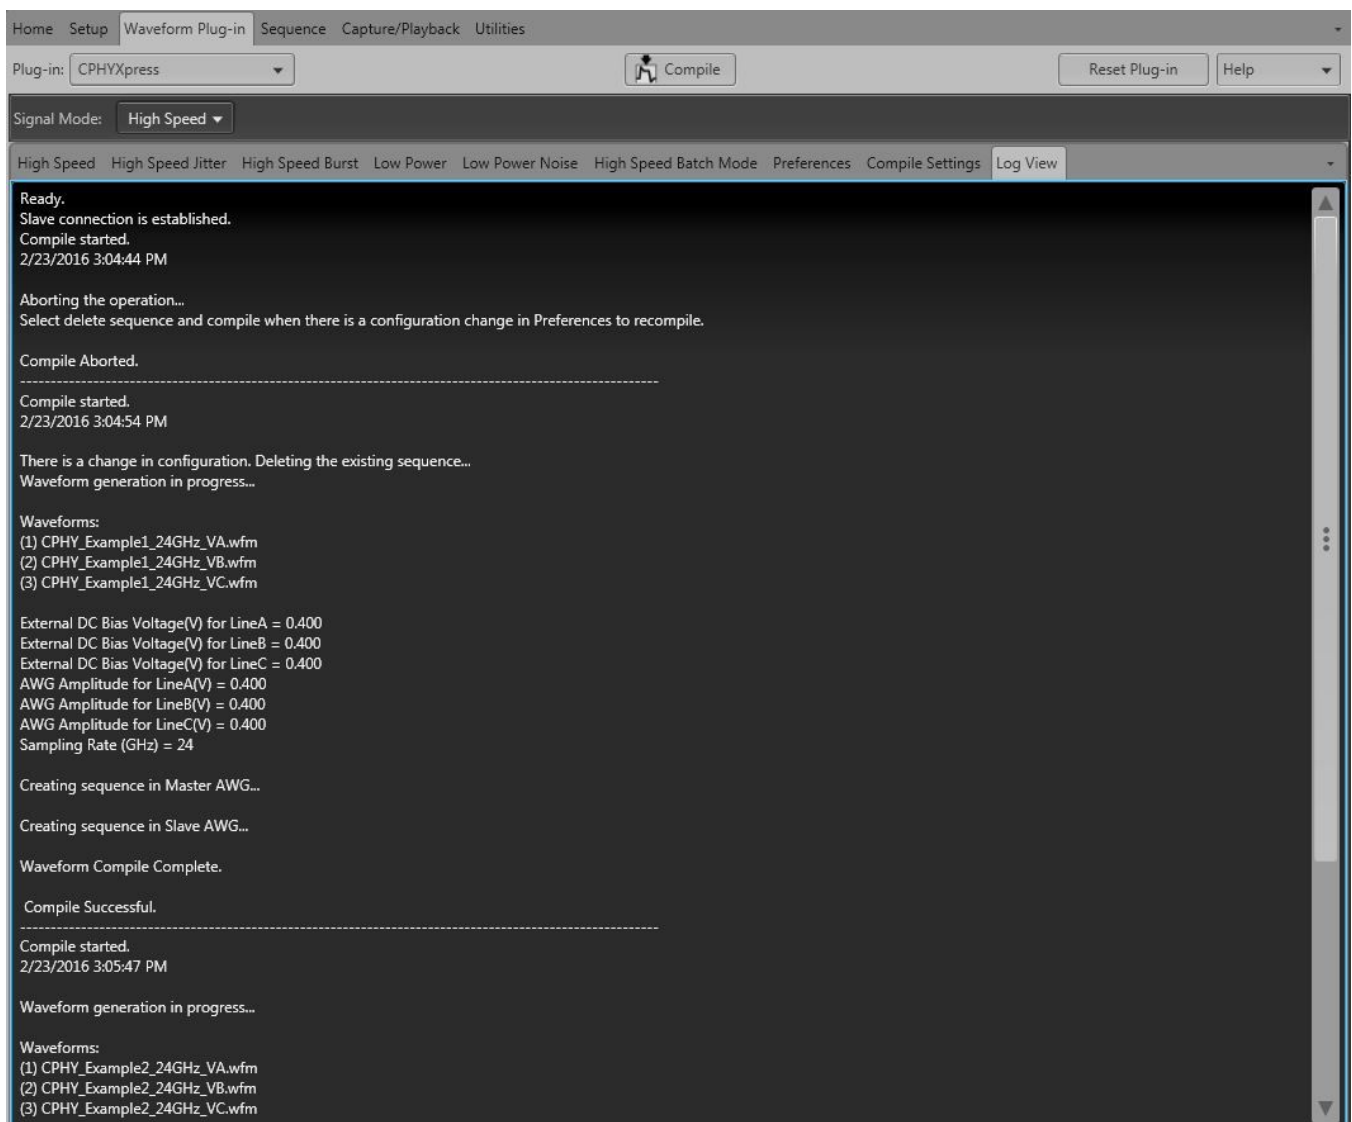 Home Setup Waveform Plug-in Sequence Capture/Playback Utilities
Plug-in: CPHYXpress Compile Reset Plug-in Help
Signal Mode: High Speed
High Speed High Speed Jitter High Speed Burst Low Power Low Power Noise High Speed Batch Mode Preferences Compile Settings Log View
Ready.
Slave connection is established.
Compile started.
2/23/2016 3:04:44 PM
Aborting the operation...
Select delete sequence and compile when there is a configuration change in Preferences to recompile.
Compile Aborted.
----------------------------------------------------------------------------------------------------------
Compile started.
2/23/2016 3:04:54 PM
There is a change in configuration. Deleting the existing sequence...
Waveform generation in progress...
Waveforms:
(1) CPHY_Example1_24GHz_VA.wfm
(2) CPHY_Example1_24GHz_VB.wfm
(3) CPHY_Example1_24GHz_VC.wfm
External DC Bias Voltage(V) for LineA = 0.400
External DC Bias Voltage(V) for LineB = 0.400
External DC Bias Voltage(V) for LineC = 0.400
AWG Amplitude for LineA(V) = 0.400
AWG Amplitude for LineB(V) = 0.400
AWG Amplitude for LineC(V) = 0.400
Sampling Rate (GHz) = 24
Creating sequence in Master AWG...
Creating sequence in Slave AWG...
Waveform Compile Complete.
Compile Successful.
----------------------------------------------------------------------------------------------------------
Compile started.
2/23/2016 3:05:47 PM
Waveform generation in progress...
Waveforms:
(1) CPHY_Example2_24GHz_VA.wfm
(2) CPHY_Example2_24GHz_VB.wfm
(3) CPHY_Example2_24GHz_VC.wfm